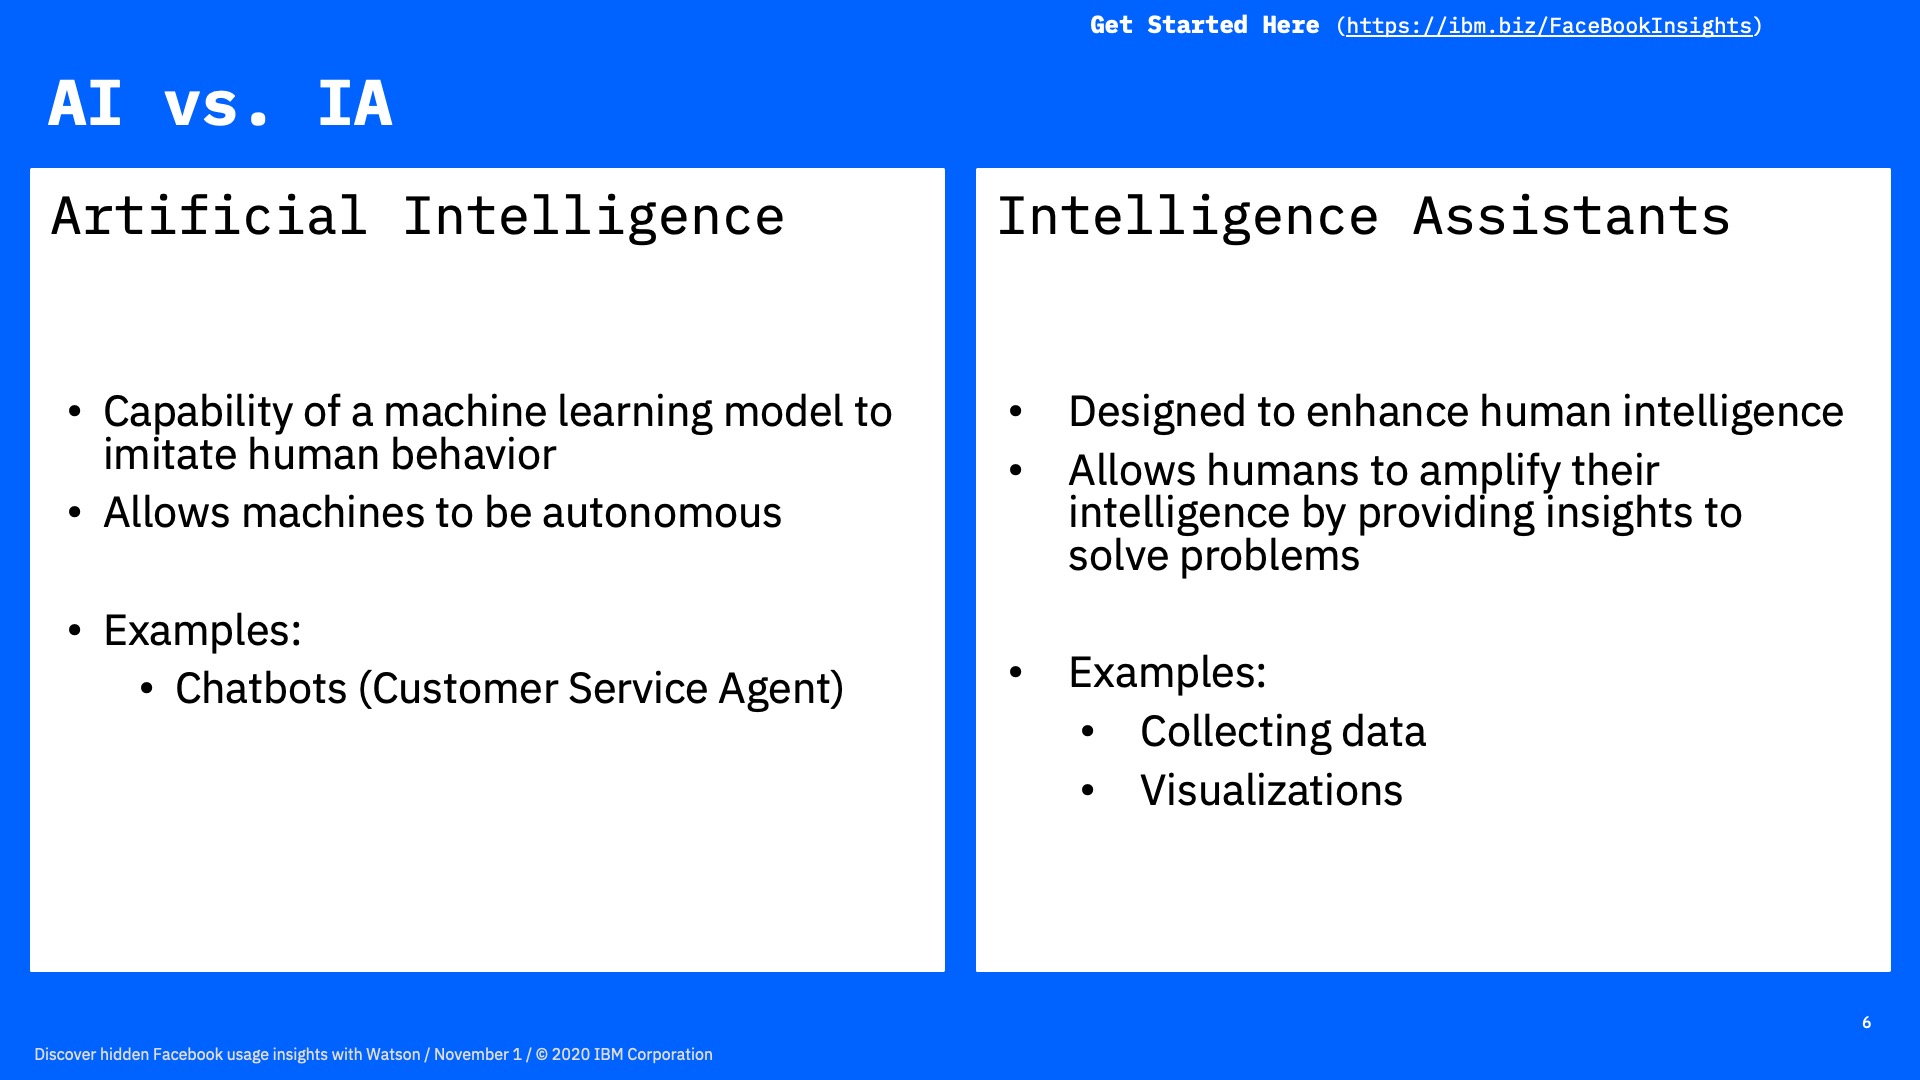 Get Started Here (https://ibm.biz/FaceBookInsights)
AI vs. IA
Artificial Intelligence
• Capability of a machine learning model to
imitate human behavior
• Allows machines to be autonomous
• Examples:
• Chatbots (Customer Service Agent)
Intelligence Assistants
• Designed to enhance human intelligence
• Allows humans to amplify their
intelligence by providing insights to
solve problems
• Examples:
• Collecting data
• Visualizations
6
Discover hidden Facebook usage insights with Watson / November 1 / © 2020 IBM Corporation